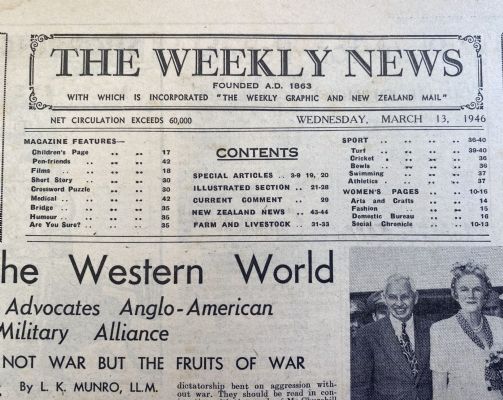 THE WEEKLY NEWS
FOUNDED A.D. 1863
WITH WHICH IS INCORPORATED "THE WEEKLY GRAPHIC AND NEW ZEALAND MAIL"
NET CIRCULATION EXCEEDS 60,000
WEDNESDAY, MARCH 13, 1946
MAGAZINE FEATURES—
Children's Page .. .. 17
Pen-friends .. .. .. 42
Films .. .. .. .. 18
Short Story .. .. .. 30
Crossword Puzzle .. .. 30
Medical .. .. .. .. 42
Bridge .. .. .. .. 35
Humour .. .. .. .. 35
Are You Sure? .. .. 35
CONTENTS
SPECIAL ARTICLES .. 3-9, 19, 20
ILLUSTRATED SECTION .. 21-28
CURRENT COMMENT .. 20
NEW ZEALAND NEWS .. 43-44
FARM AND LIVESTOCK .. 31-33
SPORT .. .. .. .. 36-40
Turf .. .. .. .. 39-40
Cricket .. .. .. .. 36
Bowls .. .. .. .. 36
Swimming .. .. .. 37
Athletics .. .. .. .. 37
WOMEN'S PAGES .. .. 10-16
Arts and Crafts .. .. 14
Fashion .. .. .. .. 15
Domestic Bureau .. .. 16
Social Chronicle .. .. 10-13
he Western World
Advocates Anglo-American
Military Alliance
NOT WAR BUT THE FRUITS OF WAR
By L. K. MUNRO, LL.M.
dictatorship bent on aggression with-
out war. They should be read in con-